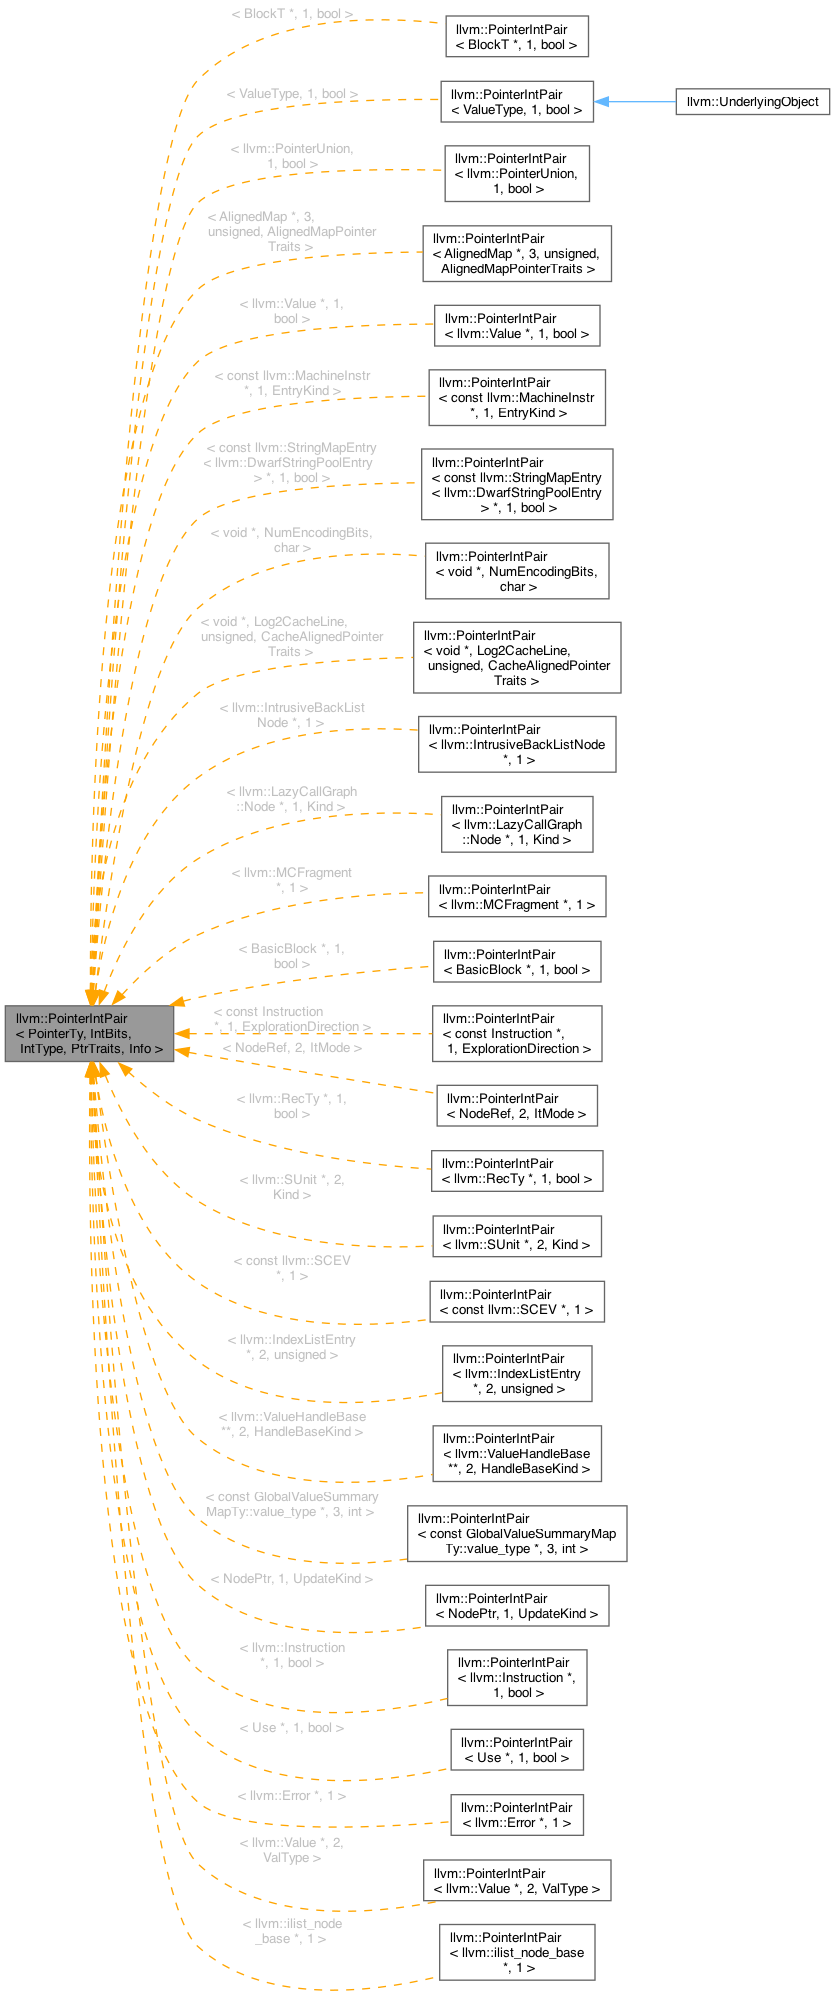 < BlockT *, 1, bool >
llvm::PointerIntPair
< BlockT *, 1, bool >
< ValueType, 1, bool >
llvm::PointerIntPair
< ValueType, 1, bool >
llvm::UnderlyingObject
< llvm::PointerUnion,
1, bool >
llvm::PointerIntPair
< llvm::PointerUnion,
1, bool >
< AlignedMap *, 3,
unsigned, AlignedMapPointer
Traits >
llvm::PointerIntPair
< AlignedMap *, 3, unsigned,
AlignedMapPointerTraits >
< llvm::Value *, 1,
bool >
llvm::PointerIntPair
< llvm::Value *, 1, bool >
< const llvm::MachineInstr
*, 1, EntryKind >
llvm::PointerIntPair
< const llvm::MachineInstr
*, 1, EntryKind >
< const llvm::StringMapEntry
< llvm::DwarfStringPoolEntry
> *, 1, bool >
llvm::PointerIntPair
< const llvm::StringMapEntry
< llvm::DwarfStringPoolEntry
> *, 1, bool >
< void *, NumEncodingBits,
char >
llvm::PointerIntPair
< void *, NumEncodingBits,
char >
< void *, Log2CacheLine,
unsigned, CacheAlignedPointer
Traits >
llvm::PointerIntPair
< void *, Log2CacheLine,
unsigned, CacheAlignedPointer
Traits >
< llvm::IntrusiveBackList
Node *, 1 >
llvm::PointerIntPair
< llvm::IntrusiveBackListNode
*, 1 >
< llvm::LazyCallGraph
::Node *, 1, Kind >
llvm::PointerIntPair
< llvm::LazyCallGraph
::Node *, 1, Kind >
< llvm::MCFragment
*, 1 >
llvm::PointerIntPair
< llvm::MCFragment *, 1 >
< BasicBlock *, 1,
bool >
llvm::PointerIntPair
< BasicBlock *, 1, bool >
llvm::PointerIntPair
< PointerTy, IntBits,
IntType, PtrTraits, Info >
< const Instruction
*, 1, ExplorationDirection >
llvm::PointerIntPair
< const Instruction *,
1, ExplorationDirection >
< NodeRef, 2, ItMode >
llvm::PointerIntPair
< NodeRef, 2, ItMode >
< llvm::RecTy *, 1,
bool >
llvm::PointerIntPair
< llvm::RecTy *, 1, bool >
< llvm::SUnit *, 2,
Kind >
llvm::PointerIntPair
< llvm::SUnit *, 2, Kind >
< const llvm::SCEV
*, 1 >
llvm::PointerIntPair
< const llvm::SCEV *, 1 >
< llvm::IndexListEntry
*, 2, unsigned >
llvm::PointerIntPair
< llvm::IndexListEntry
*, 2, unsigned >
< llvm::ValueHandleBase
**, 2, HandleBaseKind >
llvm::PointerIntPair
< llvm::ValueHandleBase
**, 2, HandleBaseKind >
< const GlobalValueSummary
MapTy::value_type *, 3, int >
llvm::PointerIntPair
< const GlobalValueSummaryMap
Ty::value_type *, 3, int >
< NodePtr, 1, UpdateKind >
llvm::PointerIntPair
< NodePtr, 1, UpdateKind >
< llvm::Instruction
*, 1, bool >
llvm::PointerIntPair
< llvm::Instruction *,
1, bool >
< Use *, 1, bool >
llvm::PointerIntPair
< Use *, 1, bool >
< llvm::Error *, 1 >
llvm::PointerIntPair
< llvm::Error *, 1 >
< llvm::Value *, 2,
ValType >
llvm::PointerIntPair
< llvm::Value *, 2, ValType >
< llvm::ilist_node
_base *, 1 >
llvm::PointerIntPair
< llvm::ilist_node_base
*, 1 >